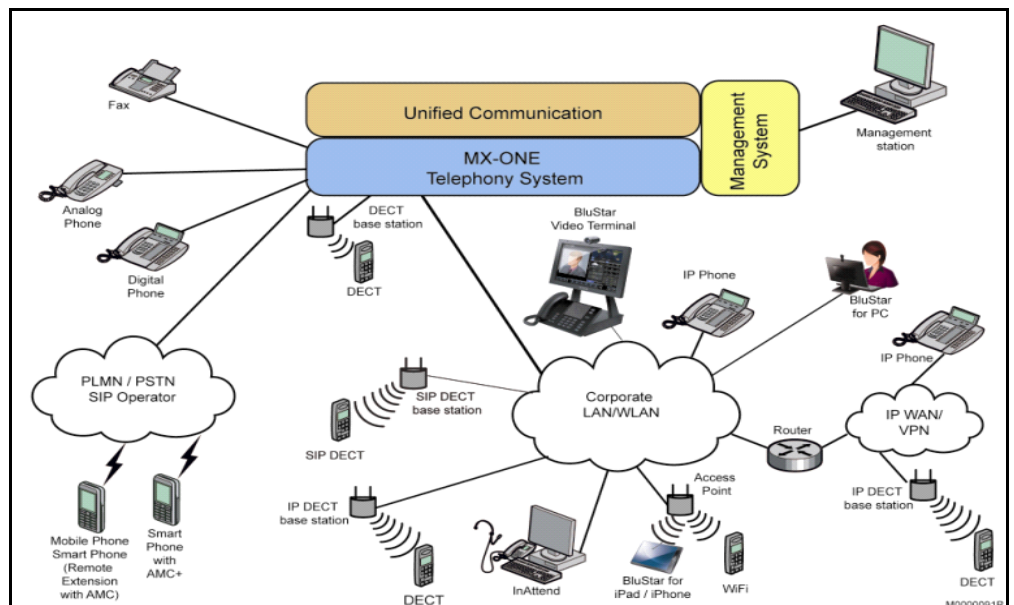 Fax
Unified Communication
Management
System
Management
station
MX-ONE
Telephony System
Analog
Phone
DECT
base station
BluStar
Video Terminal
Digital
Phone
DECT
IP Phone
BluStar
for PC
IP Phone
PLMN / PSTN
SIP Operator
SIP DECT
base station
Corporate
LAN/WLAN
IP WAN/
VPN
Router
SIP DECT
Access
Point
IP DECT
base station
IP DECT
base station
Mobile Phone
Smart Phone
(Remote
Extension
with AMC)
Smart
Phone
with
AMC+
DECT
InAttend
BluStar for
iPad / iPhone
WiFi
DECT
M0000091B